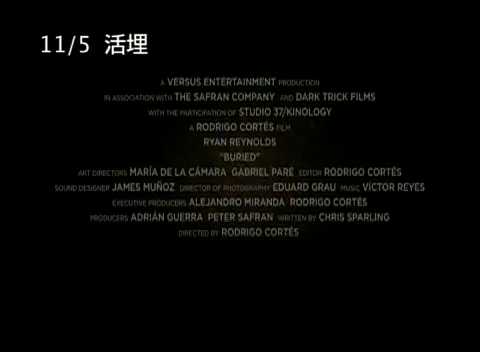 11/5 活埋
A VERSUS ENTERTAINMENT PRODUCTION
IN ASSOCIATION WITH THE SAFRAN COMPANY AND DARK TRICK FILMS
WITH THE PARTICIPATION OF STUDIO 37/KINOLOGY
A RODRIGO CORTÉS FILM
RYAN REYNOLDS
"BURIED"
ART DIRECTORS MARÍA DE LA CÁMARA GABRIEL PARÉ EDITOR RODRIGO CORTÉS
SOUND DESIGNER JAMES MUÑOZ DIRECTOR OF PHOTOGRAPHY EDUARD GRAU MUSIC VÍCTOR REYES
EXECUTIVE PRODUCERS ALEJANDRO MIRANDA RODRIGO CORTÉS
PRODUCERS ADRIÁN GUERRA PETER SAFRAN WRITTEN BY CHRIS SPARLING
DIRECTED BY RODRIGO CORTÉS